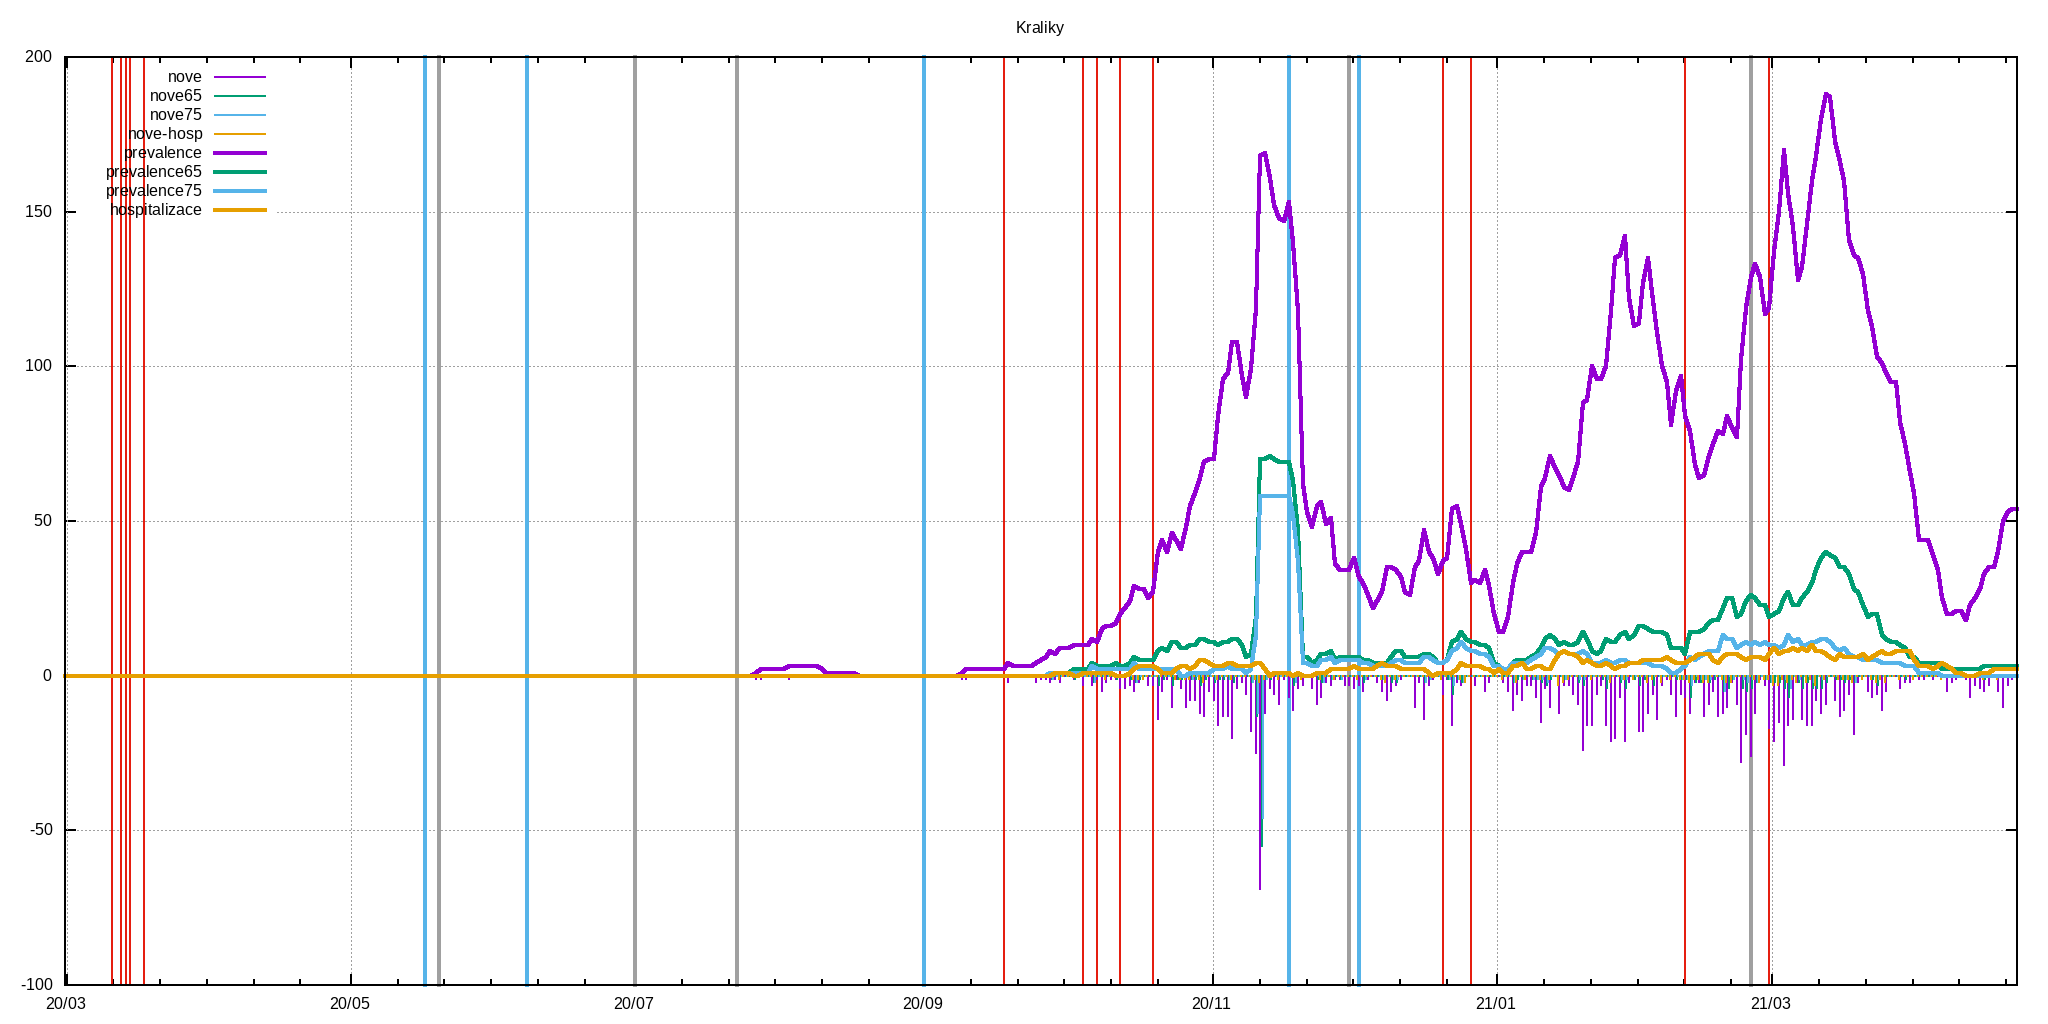 Kraliky
200
150
100
50
0
-50
-100
nove
nove65
nove75
nove-hosp
prevalence
prevalence65
prevalence75
hospitalizace
20/03 20/05 20/07 20/09 20/11 21/01 21/03